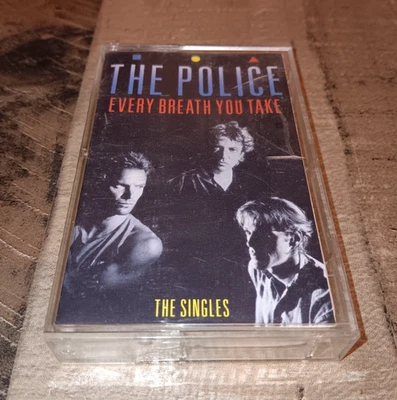 THE POLICE
EVERY BREATH YOU TAKE
THE SINGLES